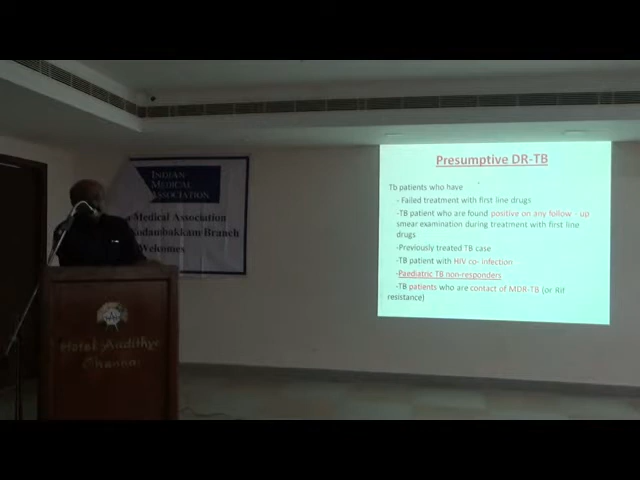 INDIAN
MEDICAL
ASSOCIATION
Medical Association
Kodambakkam Branch
Welcomes
Hotel Aadithya
Chennai
Presumptive DR-TB
Tb patients who have
- Failed treatment with first line drugs
-TB patient who are found positive on any follow - up
smear examination during treatment with first line
drugs
-Previously treated TB case
-TB patient with HIV co- infection
-Paediatric TB non-responders
-TB patients who are contact of MDR-TB (or Rif
resistance)